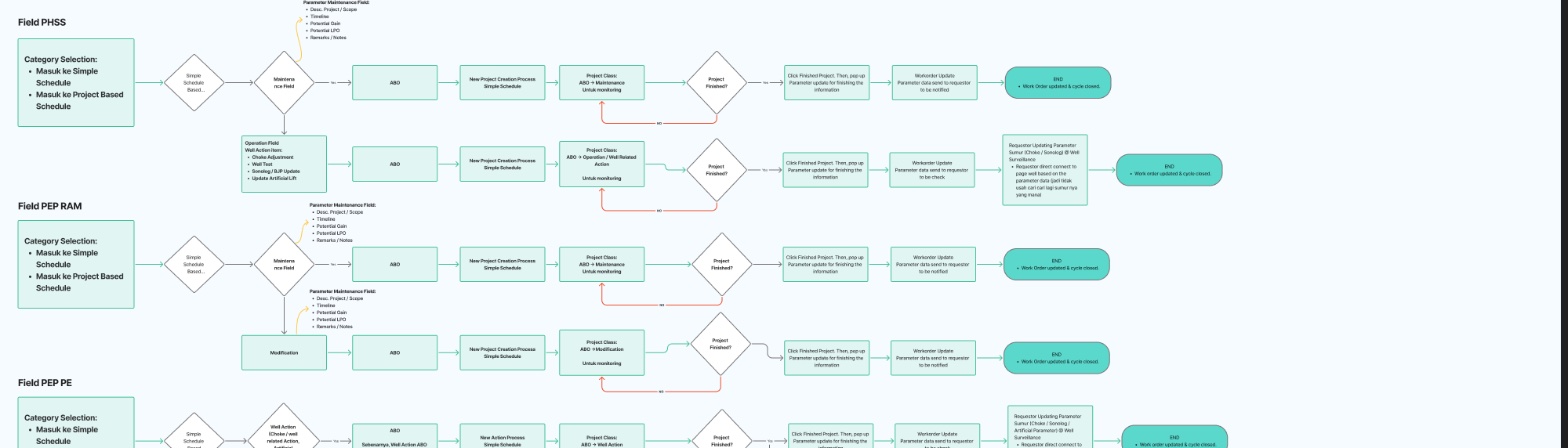 Parameter Maintenance Field:
• Desc. Project / Scope
• Timeline
• Potential Gain
• Potential LPO
• Remarks / Notes
Field PHSS
Category Selection:
• Masuk ke Simple
Schedule
• Masuk ke Project Based
Schedule
Simple
Schedule
Based...
Maintena
nce Field
Yes
ABO
New Project Creation Process
Simple Schedule
Project Class:
ABO → Maintenance
Untuk monitoring
Project
Finished?
Yes
NO
Click Finished Project. Then, pop up
Parameter update for finishing the
information
Workorder Update
Parameter data send to requestor
to be notified
END
• Work Order updated & cycle closed.
Operation Field
Well Action Item:
• Choke Adjustment
• Well Test
• Sonolog / BJP Update
• Update Artificial Lift
ABO
New Project Creation Process
Simple Schedule
Project Class:
ABO → Operation / Well Related
Action
Untuk monitoring
Project
Finished?
Yes
NO
Click Finished Project. Then, pop up
Parameter update for finishing the
information
Workorder Update
Parameter data send to requestor
to be check
Requestor Updating Parameter
Sumur (Choke / Sonolog) @ Well
Surveillance
• Requestor direct connect to
page well based on the
parameter data (jadi tidak
usah cari cari lagi sumur nya
yang mana)
END
• Work order updated & cycle closed.
Field PEP RAM
Parameter Maintenance Field:
• Desc. Project / Scope
• Timeline
• Potential Gain
• Potential LPO
• Remarks / Notes
Category Selection:
• Masuk ke Simple
Schedule
• Masuk ke Project Based
Schedule
Simple
Schedule
Based...
Maintena
nce Field
Yes
ABO
New Project Creation Process
Simple Schedule
Project Class:
ABO → Maintenance
Untuk monitoring
Project
Finished?
NO
Click Finished Project. Then, pop up
Parameter update for finishing the
information
Workorder Update
Parameter data send to requestor
to be notified
END
• Work Order updated & cycle closed.
Parameter Maintenance Field:
• Desc. Project / Scope
• Timeline
• Potential Gain
• Potential LPO
• Remarks / Notes
Modification
ABO
New Project Creation Process
Simple Schedule
Project Class:
ABO →Modification
Untuk monitoring
Project
Finished?
NO
Click Finished Project. Then, pop up
Parameter update for finishing the
information
Workorder Update
Parameter data send to requestor
to be notified
END
• Work Order updated & cycle closed.
Field PEP PE
Category Selection:
• Masuk ke Simple
Schedule
Simple
Schedule
Well Action
(Choke / well
related Action,
Yes
ABO
Sebenarnya, Well Action ABO
New Action Process
Simple Schedule
Project Class:
ABO → Well Action
Project
Finished?
Click Finished Project. Then, pop up
Parameter update for finishing the
information
Workorder Update
Parameter data send to requestor
to be notified
Requestor Updating Parameter
Sumur (Choke / Sonolog /
Artificial Parameter) @ Well
Surveillance
• Requestor direct connect to
END
• Work order updated & cycle closed.